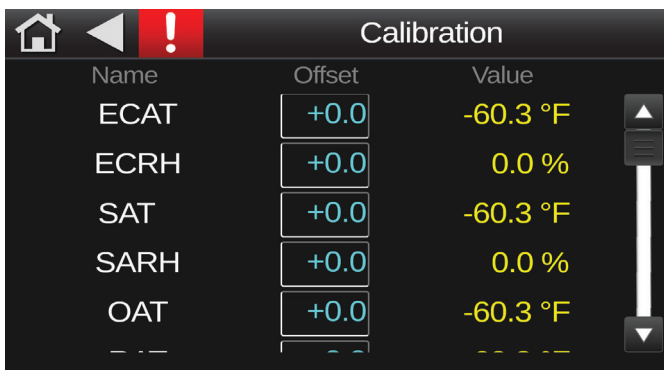 Calibration
Name Offset Value
ECAT +0.0 -60.3 °F
ECRH +0.0 0.0 %
SAT +0.0 -60.3 °F
SARH +0.0 0.0 %
OAT +0.0 -60.3 °F